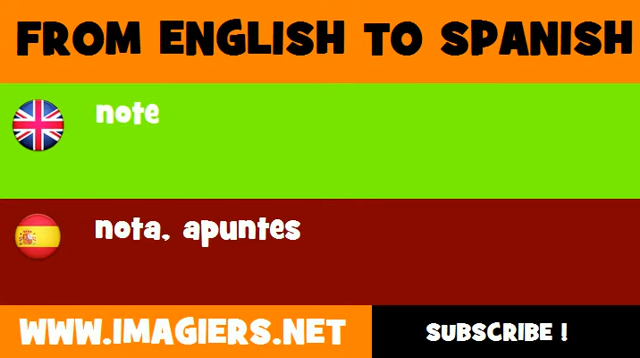 FROM ENGLISH TO SPANISH
note
nota, apuntes
WWW.IMAGIERS.NET
SUBSCRIBE !